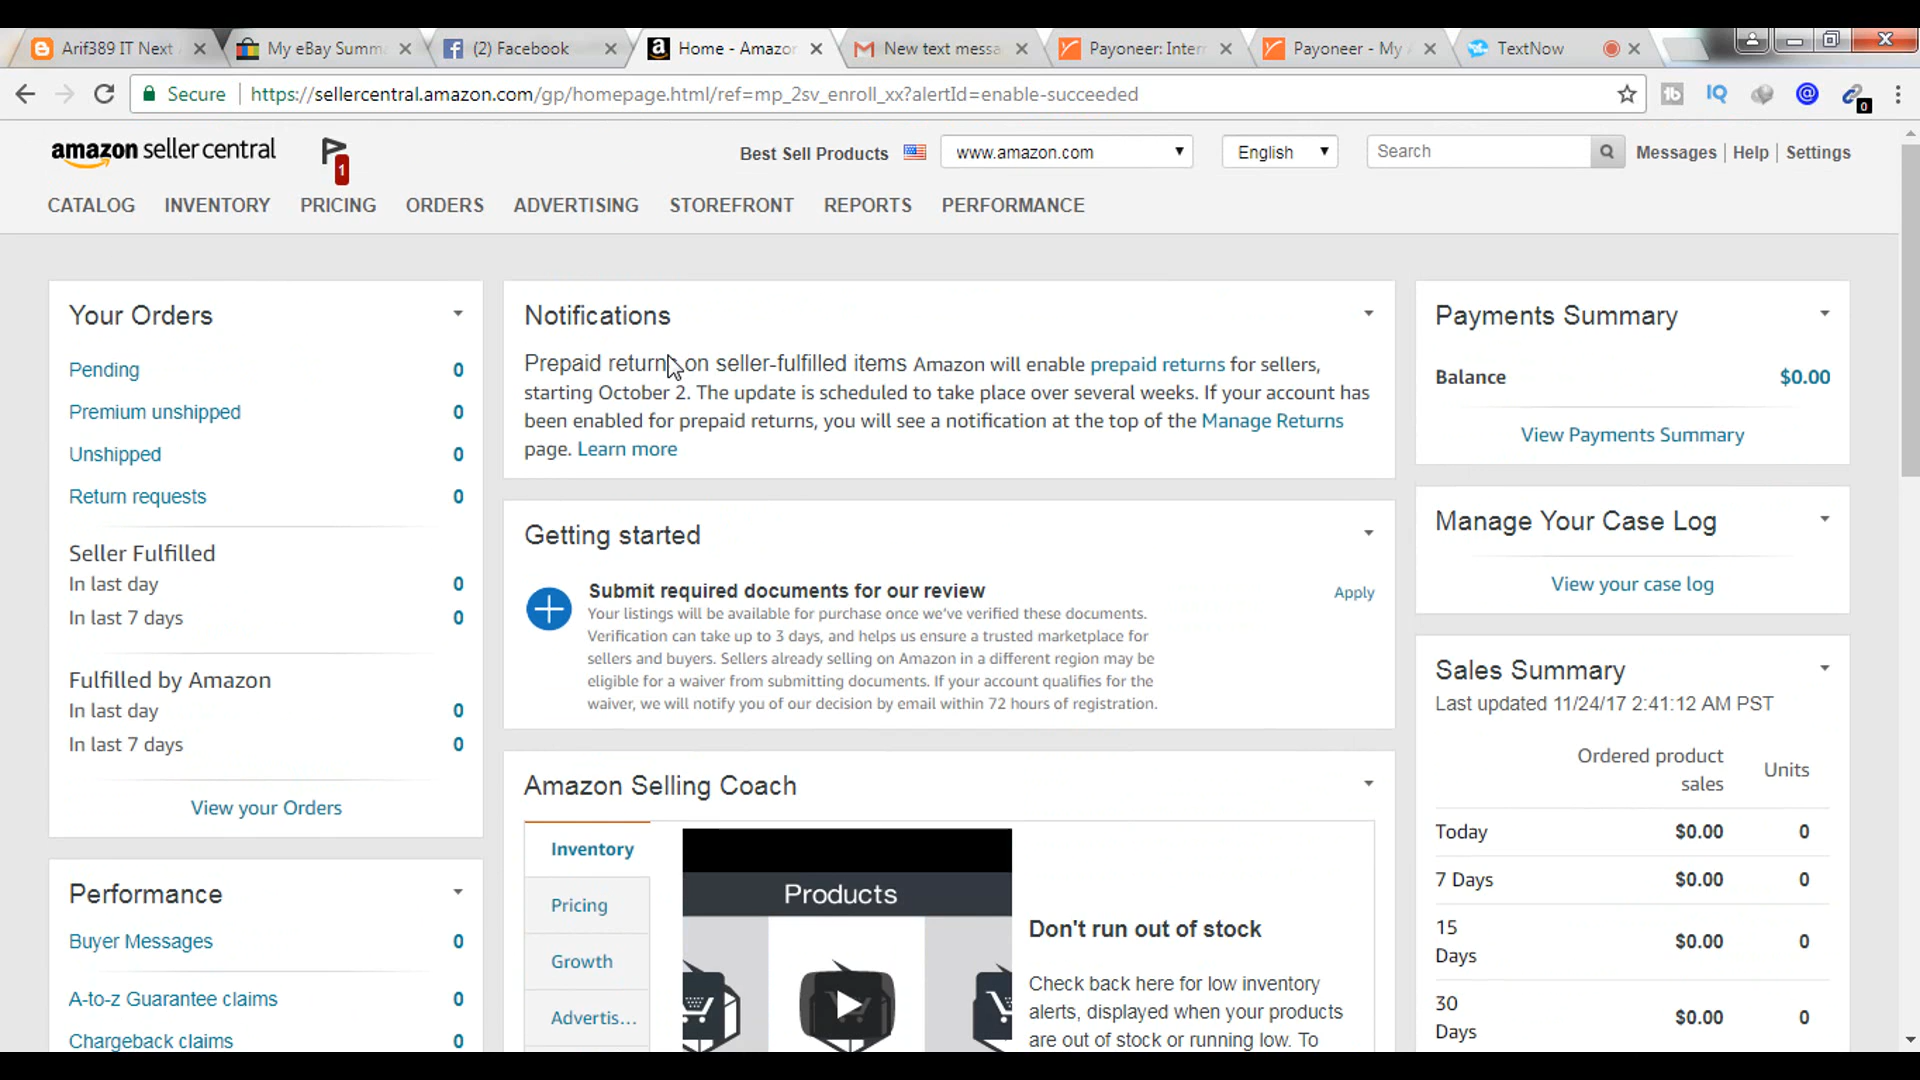 Arif389 IT Next
My eBay Summ
(2) Facebook
Home - Amazo
New text messa
Payoneer: Inter
Payoneer - My
TextNow
Secure
https://sellercentral.amazon.com/gp/homepage.html/ref=mp_2sv_enroll_xx?alertId=enable-succeeded
IQ
0
amazon seller central
1
Best Sell Products
www.amazon.com
English
Search
Messages | Help | Settings
CATALOG INVENTORY PRICING ORDERS ADVERTISING STOREFRONT REPORTS PERFORMANCE
Your Orders
Pending 0
Premium unshipped 0
Unshipped 0
Return requests 0
Seller Fulfilled
In last day 0
In last 7 days 0
Fulfilled by Amazon
In last day 0
In last 7 days 0
View your Orders
Performance
Buyer Messages 0
A-to-z Guarantee claims 0
Chargeback claims 0
Notifications
Prepaid returns on seller-fulfilled items Amazon will enable prepaid returns for sellers,
starting October 2. The update is scheduled to take place over several weeks. If your account has
been enabled for prepaid returns, you will see a notification at the top of the Manage Returns
page. Learn more
Getting started
Submit required documents for our review
Apply
Your listings will be available for purchase once we've verified these documents.
Verification can take up to 3 days, and helps us ensure a trusted marketplace for
sellers and buyers. Sellers already selling on Amazon in a different region may be
eligible for a waiver from submitting documents. If your account qualifies for the
waiver, we will notify you of our decision by email within 72 hours of registration.
Amazon Selling Coach
Inventory
Pricing
Growth
Advertis...
Products
Don't run out of stock
Check back here for low inventory
alerts, displayed when your products
are out of stock or running low. To
Payments Summary
Balance $0.00
View Payments Summary
Manage Your Case Log
View your case log
Sales Summary
Last updated 11/24/17 2:41:12 AM PST
Ordered product
sales
Units
Today $0.00 0
7 Days $0.00 0
15
Days
$0.00 0
30
Days
$0.00 0